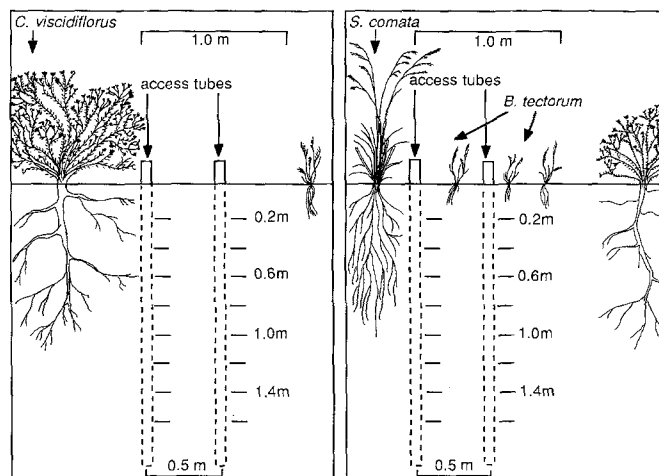 C. viscidiflorus
1.0 m
access tubes
0.2m
0.6m
1.0m
1.4m
0.5 m
S. comata
1.0 m
access tubes
B. tectorum
0.2m
0.6m
1.0m
1.4m
0.5 m